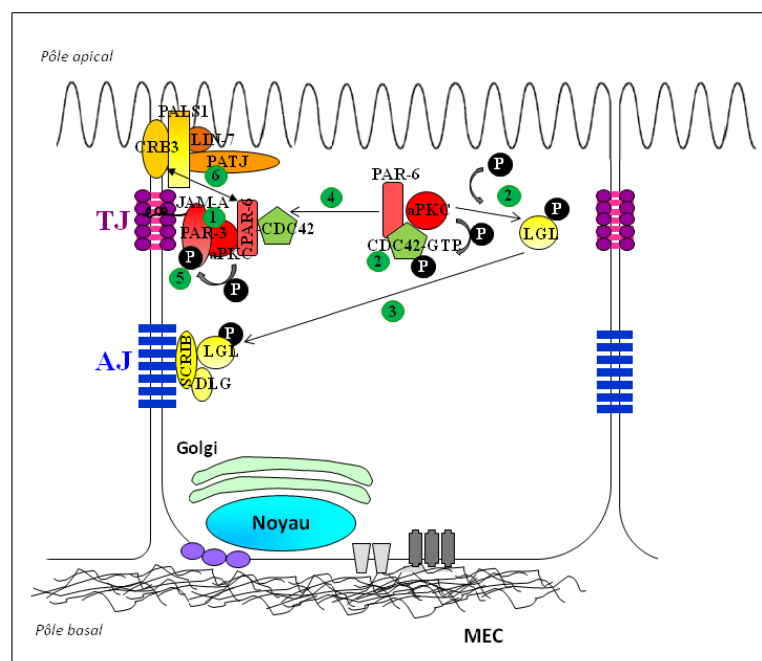 Pôle apical
PALS1
CRB3
LIN-7
PATJ
6
JAM-A
TJ
1
PAR-3
aPKC
PAR-6
CDC42
P
5
P
4
PAR-6
aPKC
P
2
P
LGL
CDC42-GTP
P
2
P
3
AJ
SCRIB
P
LGL
DLG
Golgi
Noyau
Pôle basal
MEC